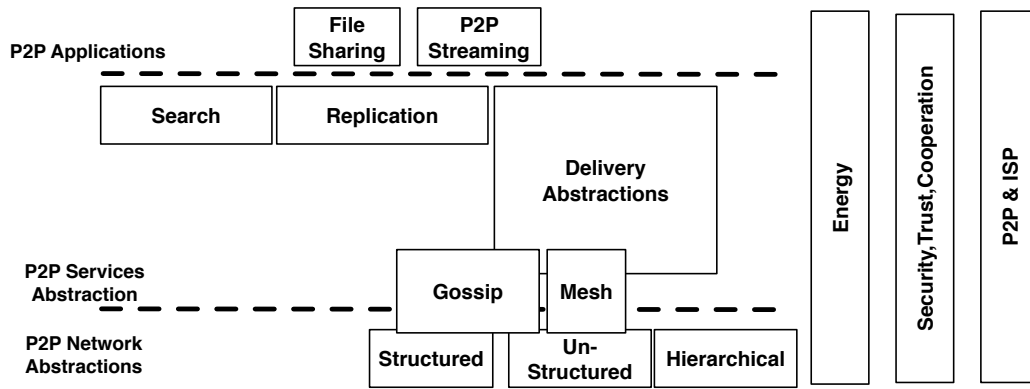 File
Sharing
P2P
Streaming
P2P Applications
Search
Replication
Delivery
Abstractions
P2P Services
Abstraction
Gossip
Mesh
P2P Network
Abstractions
Structured
Un-
Structured
Hierarchical
Energy
Security,Trust,Cooperation
P2P & ISP